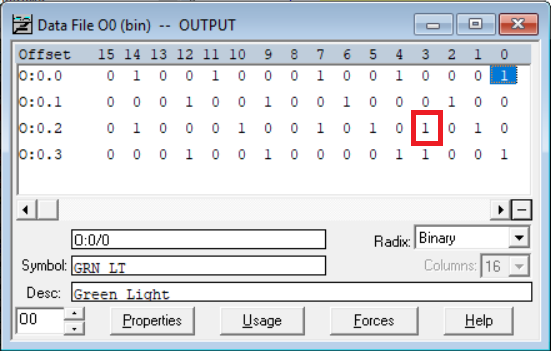 Data File O0 (bin) -- OUTPUT
Offset 15 14 13 12 11 10 9 8 7 6 5 4 3 2 1 0
O:0.0 0 1 0 0 1 0 0 0 1 0 0 1 0 0 0 1
O:0.1 0 0 0 1 0 0 1 0 0 1 0 0 0 1 0 0
O:0.2 0 1 0 0 0 1 0 0 1 0 1 0 1 0 1 0
O:0.3 0 0 0 1 0 0 1 0 0 0 0 1 1 0 0 1
O:0/0 Radix: Binary
Symbol: GRN LT Columns: 16
Desc: Green Light
O0 Properties Usage Forces Help